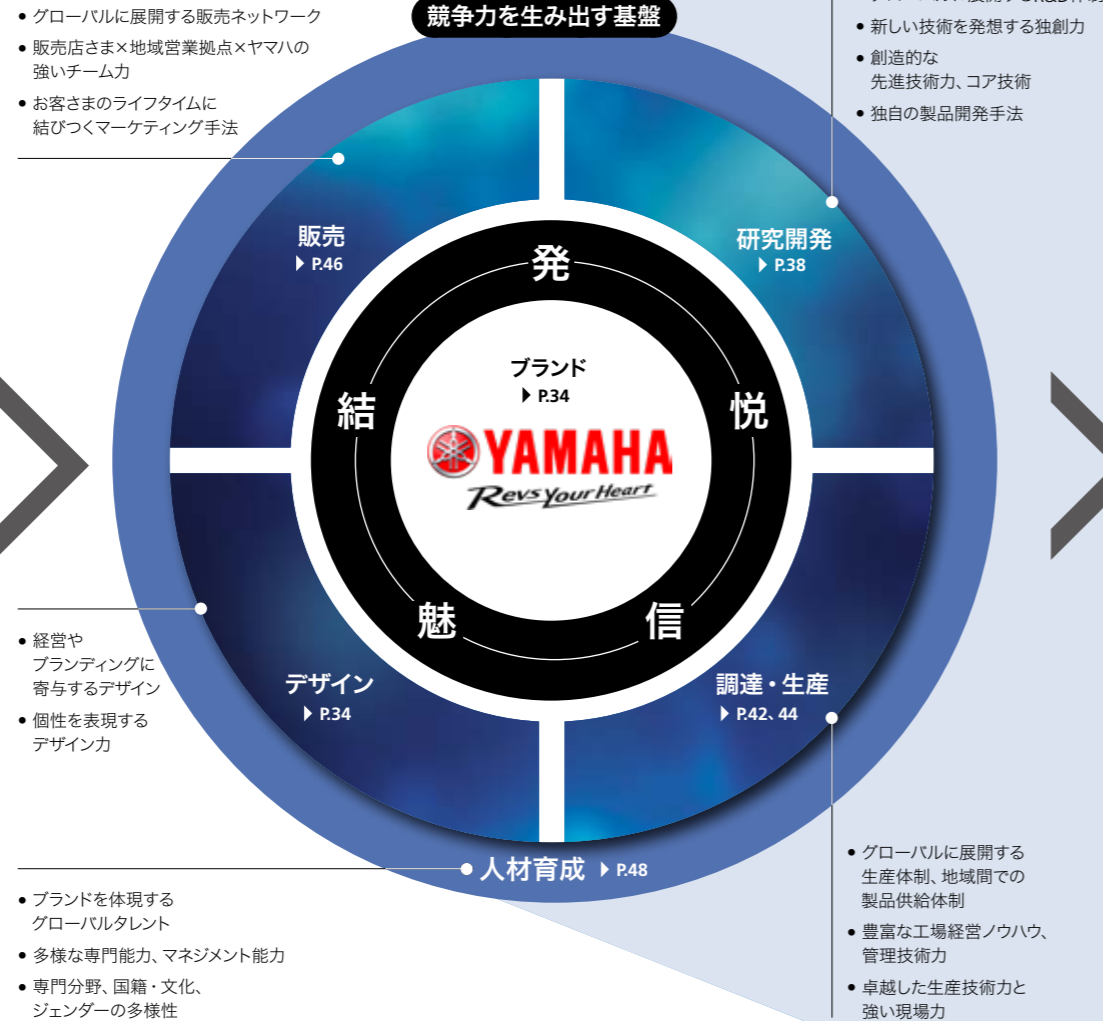 競争力を生み出す基盤
● グローバルに展開する販売ネットワーク
● 販売店さま×地域営業拠点×ヤマハの
強いチーム力
● お客さまのライフタイムに
結びつくマーケティング手法
● 新しい技術を発想する独創力
● 創造的な
先進技術力、コア技術
● 独自の製品開発手法
販売
▶ P.46
研究開発
▶ P.38
発
悦
信
魅
結
ブランド
▶ P.34
YAMAHA
Revs Your Heart
デザイン
▶ P.34
調達・生産
▶ P.42、44
● 経営や
ブランディングに
寄与するデザイン
● 個性を表現する
デザイン力
人材育成 ▶ P.48
● ブランドを体現する
グローバルタレント
● 多様な専門能力、マネジメント能力
● 専門分野、国籍・文化、
ジェンダーの多様性
● グローバルに展開する
生産体制、地域間での
製品供給体制
● 豊富な工場経営ノウハウ、
管理技術力
● 卓越した生産技術力と
強い現場力